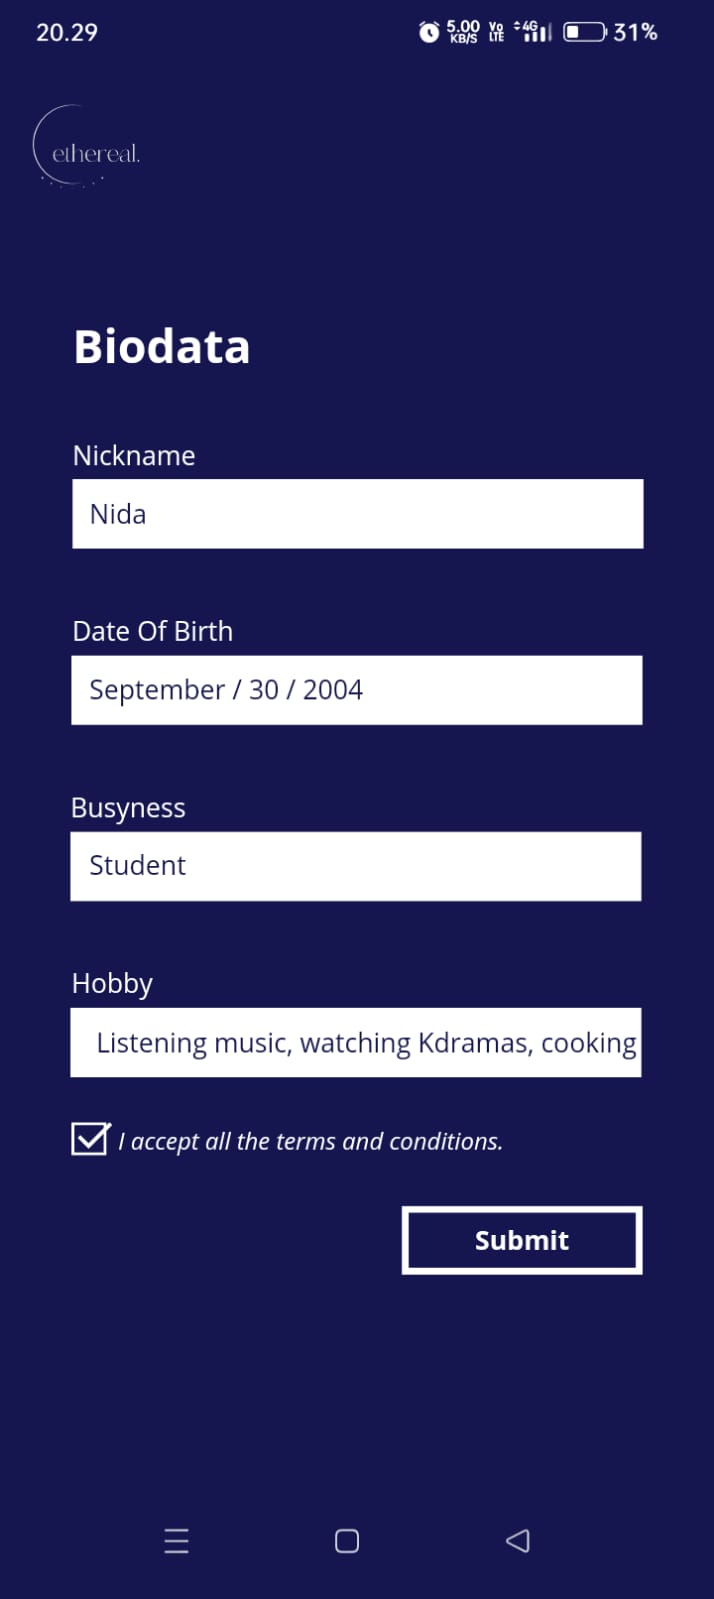 20.29 5.00 KB/S Vo LTE 4G 31%
ethereal.
Biodata
Nickname
Nida
Date Of Birth
September / 30 / 2004
Busyness
Student
Hobby
Listening music, watching Kdramas, cooking
I accept all the terms and conditions.
Submit